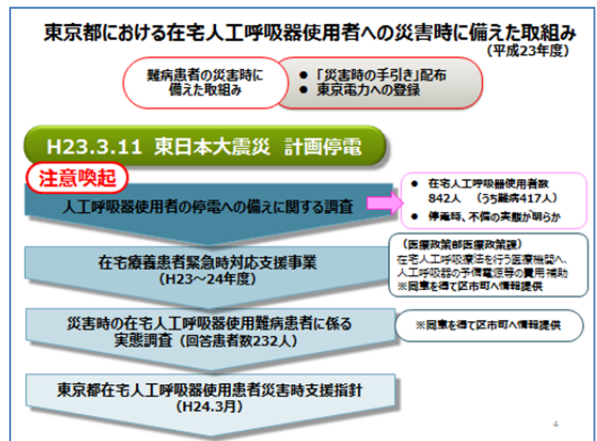 東京都における在宅人工呼吸器使用者への災害時に備えた取組み
（平成23年度）
難病患者の災害時に
備えた取組み
● 「災害時の手引き」配布
● 東京電力への登録
H23.3.11 東日本大震災 計画停電
注意喚起
人工呼吸器使用者の停電への備えに関する調査
● 在宅人工呼吸器使用者数
842人 （うち難病417人）
● 停電時、不備の実態が明らか
在宅療養患者緊急時対応支援事業
（H23～24年度）
（医療政策部医療政策課）
在宅人工呼吸療法を行う医療機関へ、
人工呼吸器の予備電源等の費用補助
※同意を得て区市町へ情報提供
災害時の在宅人工呼吸器使用難病患者に係る
実態調査（回答患者数232人）
※同意を得て区市町へ情報提供
東京都在宅人工呼吸器使用患者災害時支援指針
（H24.3月）
4